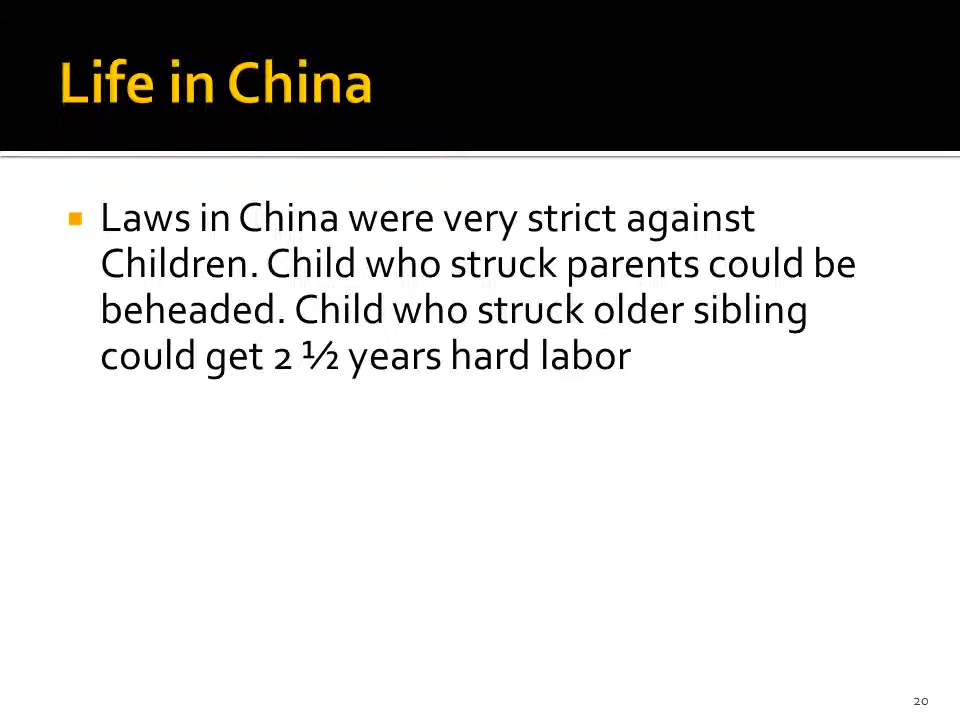 Life in China
Laws in China were very strict against
Children. Child who struck parents could be
beheaded. Child who struck older sibling
could get 2 ½ years hard labor
20